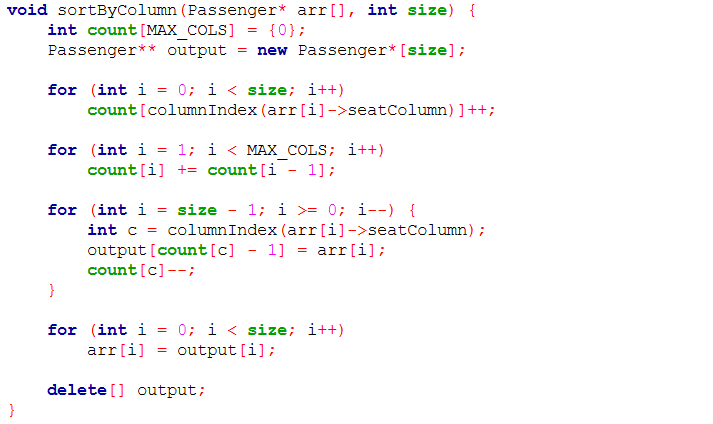 void sortByColumn(Passenger* arr[], int size) {
    int count[MAX_COLS] = {0};
    Passenger** output = new Passenger*[size];

    for (int i = 0; i < size; i++)
        count[columnIndex(arr[i]->seatColumn)]++;

    for (int i = 1; i < MAX_COLS; i++)
        count[i] += count[i - 1];

    for (int i = size - 1; i >= 0; i--) {
        int c = columnIndex(arr[i]->seatColumn);
        output[count[c] - 1] = arr[i];
        count[c]--;
    }

    for (int i = 0; i < size; i++)
        arr[i] = output[i];

    delete[] output;
}